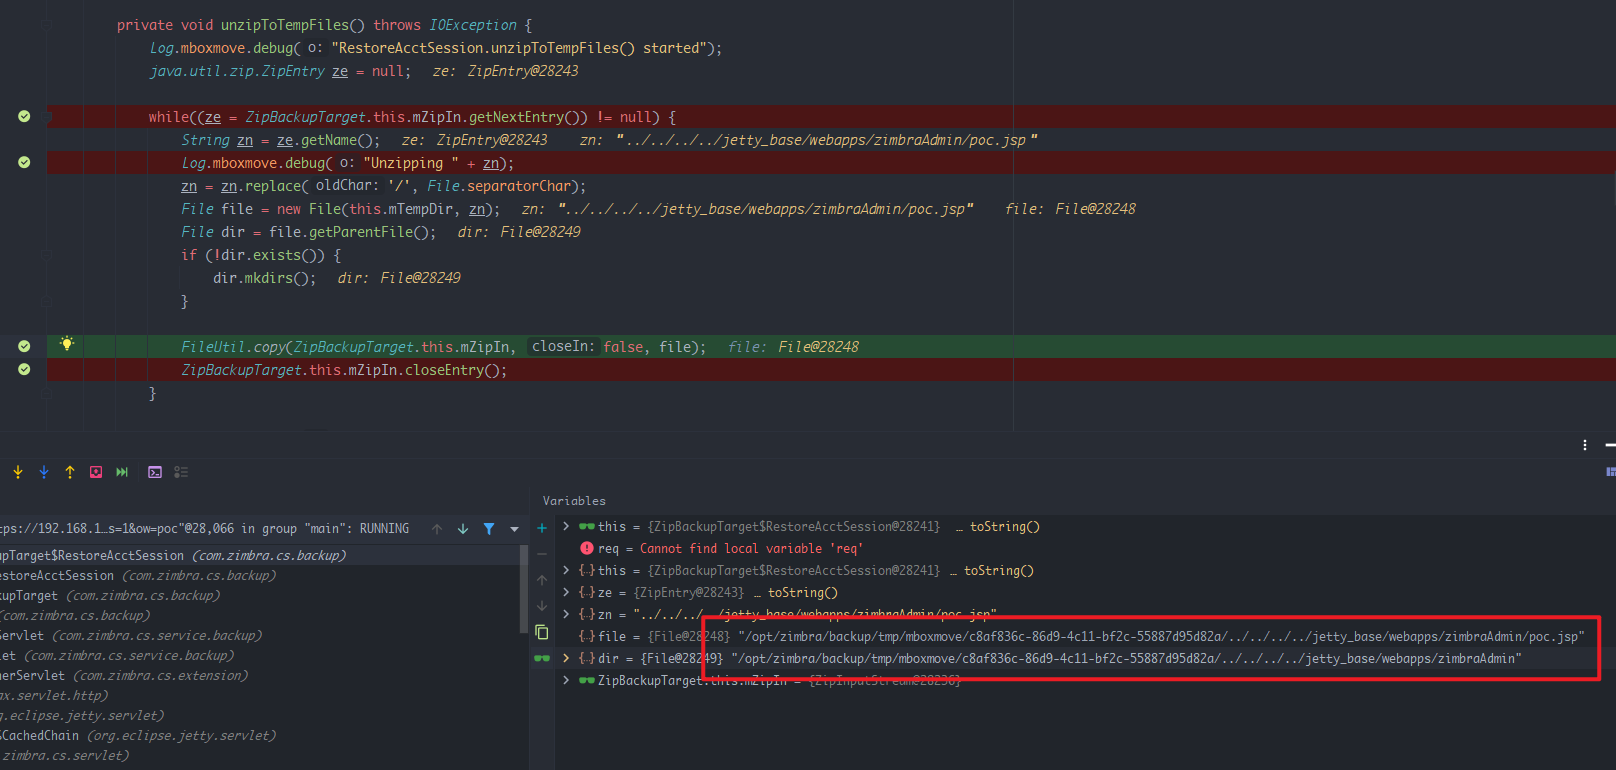 private void unzipToTempFiles() throws IOException {
Log.mboxmove.debug( o: "RestoreAcctSession.unzipToTempFiles() started");
java.util.zip.ZipEntry ze = null; ze: ZipEntry@28243
while((ze = ZipBackupTarget.this.mZipIn.getNextEntry()) != null) {
String zn = ze.getName(); ze: ZipEntry@28243 zn: "../../../../jetty_base/webapps/zimbraAdmin/poc.jsp"
Log.mboxmove.debug( o: "Unzipping " + zn);
zn = zn.replace( oldChar: '/', File.separatorChar);
File file = new File(this.mTempDir, zn); zn: "../../../../jetty_base/webapps/zimbraAdmin/poc.jsp" file: File@28248
File dir = file.getParentFile(); dir: File@28249
if (!dir.exists()) {
dir.mkdirs(); dir: File@28249
}
FileUtil.copy(ZipBackupTarget.this.mZipIn, closeIn: false, file); file: File@28248
ZipBackupTarget.this.mZipIn.closeEntry();
}
Variables
tps://192.168.1…s=1&ow=poc"@28,066 in group "main": RUNNING
upTarget$RestoreAcctSession (com.zimbra.cs.backup)
estoreAcctSession (com.zimbra.cs.backup)
kupTarget (com.zimbra.cs.backup)
(com.zimbra.cs.backup)
Servlet (com.zimbra.cs.service.backup)
let (com.zimbra.cs.service.backup)
nerServlet (com.zimbra.cs.extension)
ax.servlet.http)
g.eclipse.jetty.servlet)
$CachedChain (org.eclipse.jetty.servlet)
.zimbra.cs.servlet)
this = {ZipBackupTarget$RestoreAcctSession@28241} … toString()
req = Cannot find local variable 'req'
this = {ZipBackupTarget$RestoreAcctSession@28241} … toString()
ze = {ZipEntry@28243} … toString()
zn = "../../../../jetty_base/webapps/zimbraAdmin/poc.jsp"
file = {File@28248} "/opt/zimbra/backup/tmp/mboxmove/c8af836c-86d9-4c11-bf2c-55887d95d82a/../../../../jetty_base/webapps/zimbraAdmin/poc.jsp"
dir = {File@28249} "/opt/zimbra/backup/tmp/mboxmove/c8af836c-86d9-4c11-bf2c-55887d95d82a/../../../../jetty_base/webapps/zimbraAdmin"
ZipBackupTarget.this.mZipIn = {ZipInputStream@28236}